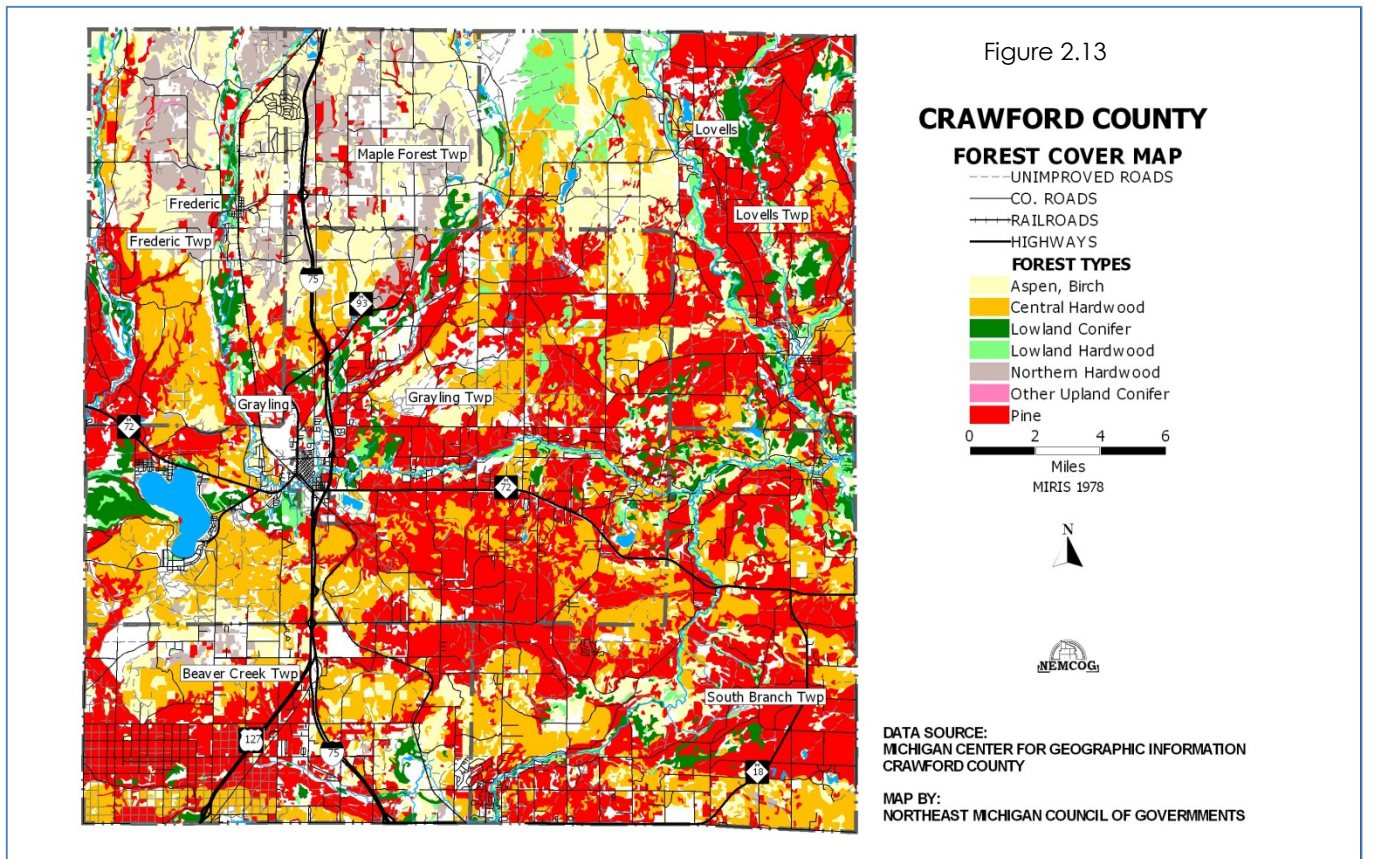 Figure 2.13
CRAWFORD COUNTY
FOREST COVER MAP
UNIMPROVED ROADS
CO. ROADS
RAILROADS
HIGHWAYS
FOREST TYPES
Aspen, Birch
Central Hardwood
Lowland Conifer
Lowland Hardwood
Northern Hardwood
Other Upland Conifer
Pine
0 2 4 6
Miles
MIRIS 1978
N
NEMCOG
DATA SOURCE:
MICHIGAN CENTER FOR GEOGRAPHIC INFORMATION
CRAWFORD COUNTY
MAP BY:
NORTHEAST MICHIGAN COUNCIL OF GOVERMMENTS
Lovells
Maple Forest Twp
Frederic
Lovells Twp
Frederic Twp
75
M 93
Grayling
Grayling Twp
M 72
M 72
Beaver Creek Twp
South Branch Twp
127
75
M 18